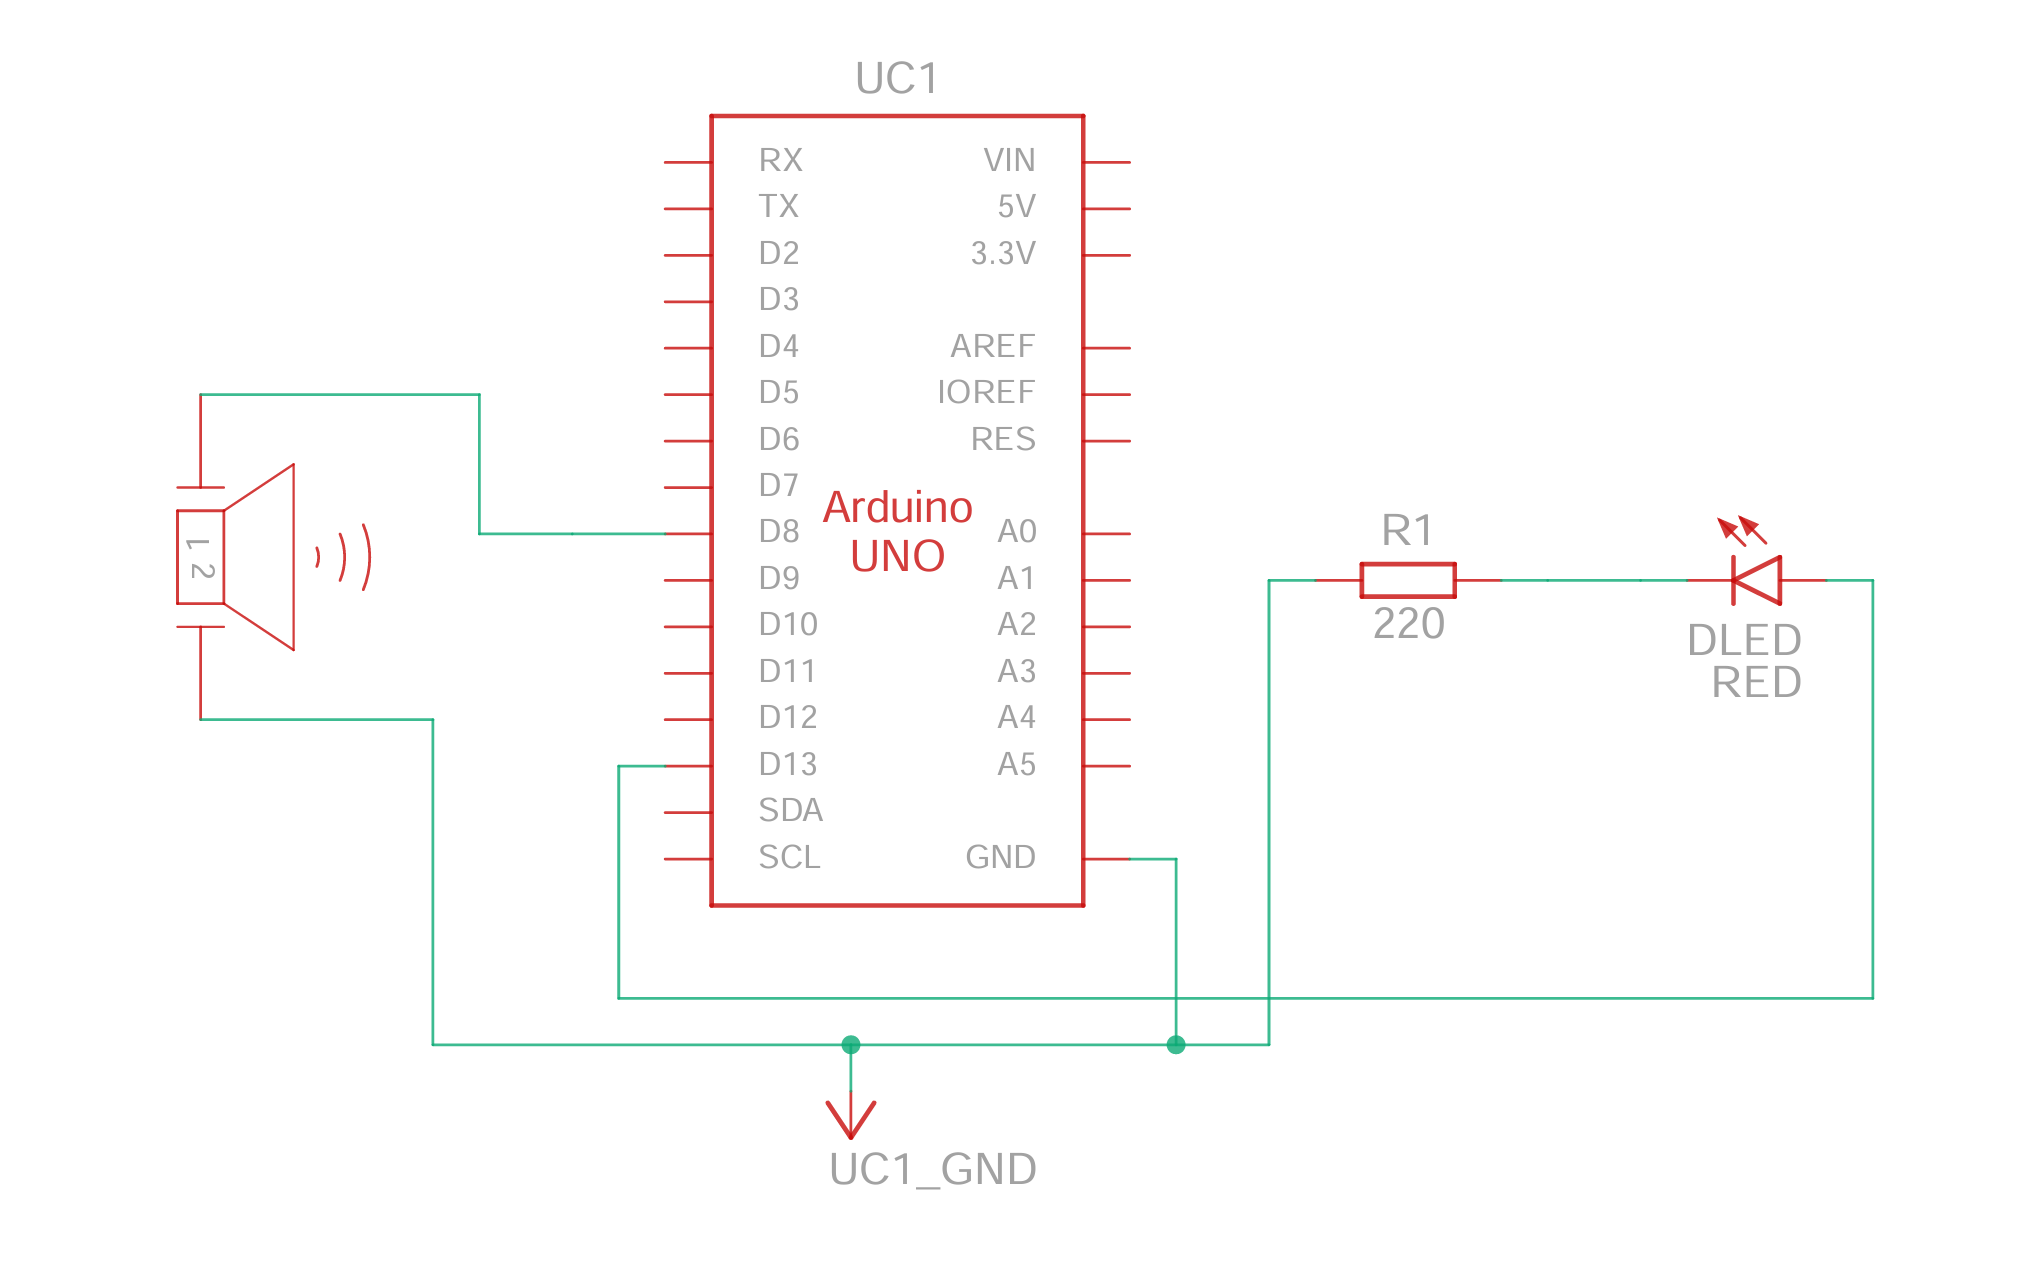 UC1
RX
VIN
TX
5V
D2
3.3V
D3
D4
AREF
D5
IOREF
D6
RES
D7
Arduino
UNO
D8
A0
D9
A1
D10
A2
D11
A3
D12
A4
D13
A5
SDA
SCL
GND
1
2
R1
220
DLED
RED
UC1_GND